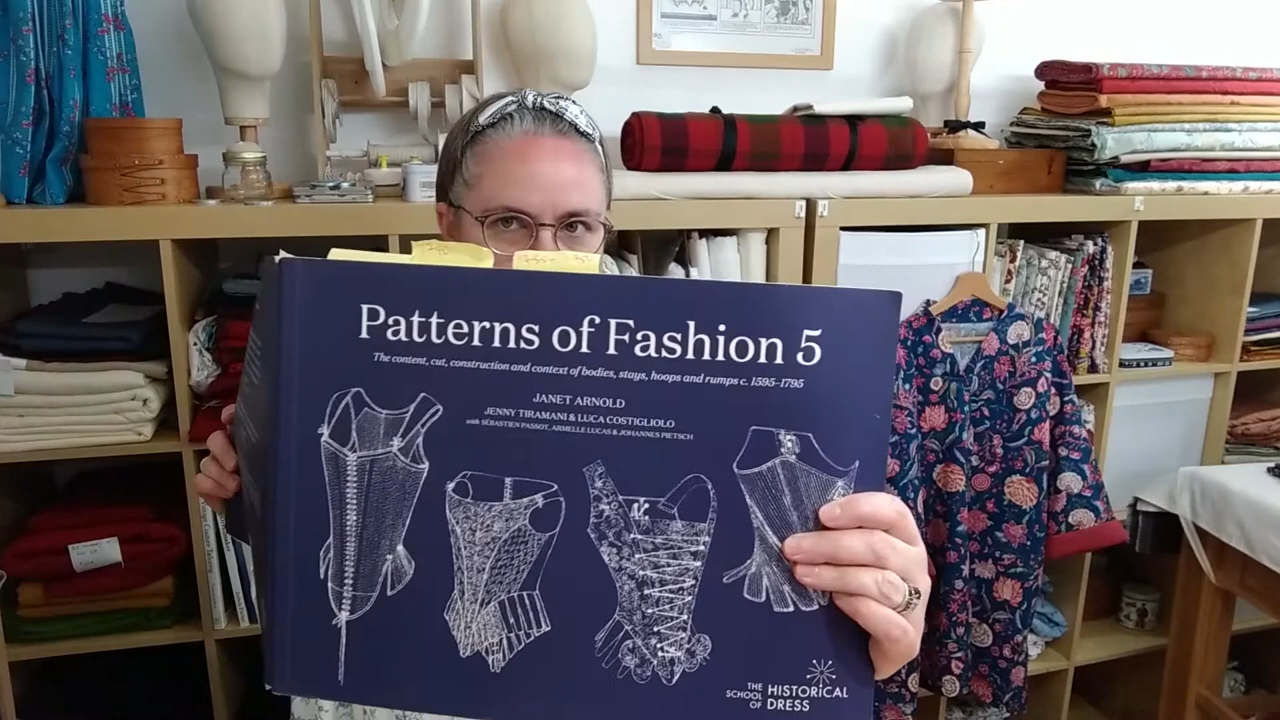 Patterns of Fashion 5
The content, cut, construction and context of bodies, stays, hoops and rumps c. 1595–1795
JANET ARNOLD
JENNY TIRAMANI & LUCA COSTIGLIOLO
with SÉBASTIEN PASSOT, ARMELLE LUCAS & JOHANNES PIETSCH
THE SCHOOL OF
HISTORICAL DRESS